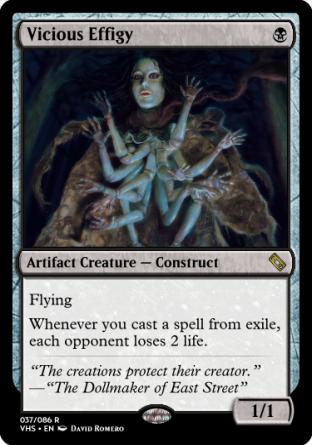 Vicious Effigy
Artifact Creature — Construct
Flying
Whenever you cast a spell from exile,
each opponent loses 2 life.
“The creations protect their creator.”
—“The Dollmaker of East Street”
1/1
037/086 R
VHS • EN David Romero